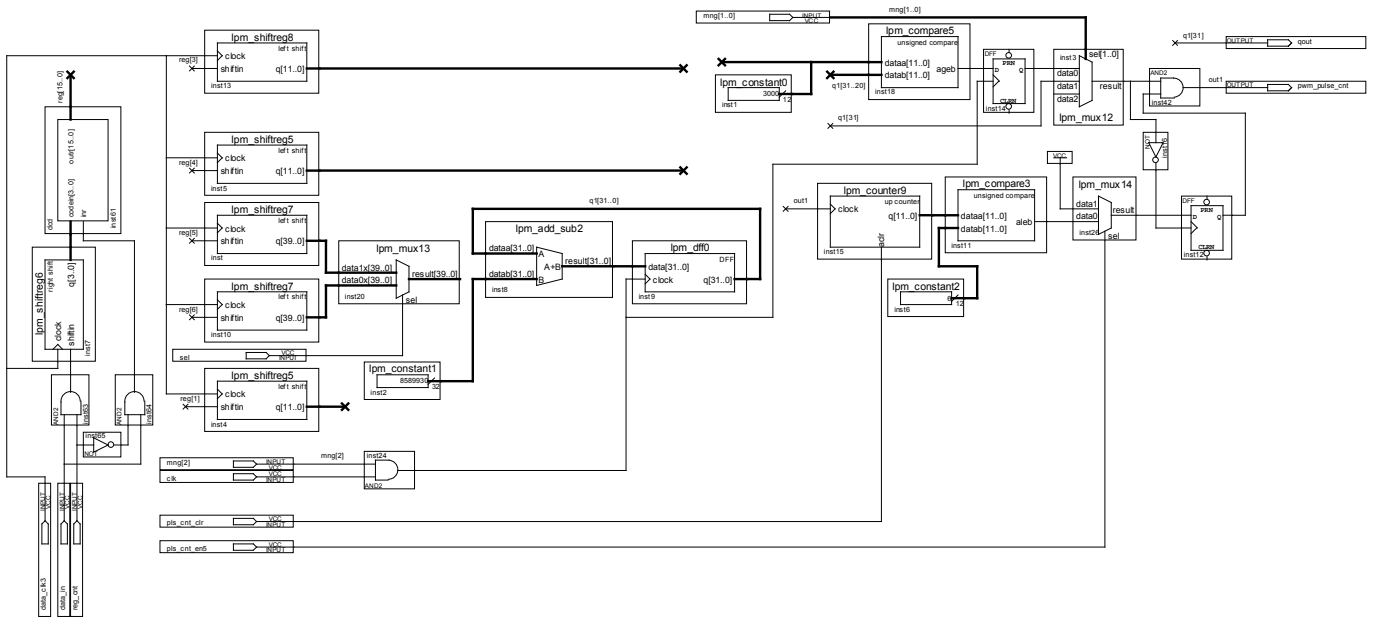 mng[1..0]
INPUT
VCC
mng[1..0]
lpm_shiftreg8
left shift
clock
shiftin
q[11..0]
inst13
reg[3]
lpm_compare5
unsigned compare
dataa[11..0]
datab[11..0]
ageb
inst18
lpm_constant0
3000
12
inst1
q1[31..20]
q1[31]
DFF
PRN
D
Q
CLRN
inst14
inst3
sel[1..0]
data0
data1
data2
result
lpm_mux12
q1[31]
OUTPUT
qout
AND2
inst42
out1
OUTPUT
pwm_pulse_cnt
NOT
reg[15..0]
outr[15..0]
codein[3..0]
inr
dcd
inst61
lpm_shiftreg5
left shift
clock
shiftin
q[11..0]
inst5
reg[4]
lpm_shiftreg7
left shift
clock
shiftin
q[39..0]
inst
reg[5]
lpm_shiftreg7
left shift
clock
shiftin
q[39..0]
inst10
reg[6]
lpm_mux13
data1x[39..0]
data0x[39..0]
result[39..0]
sel
inst20
q1[31..0]
lpm_add_sub2
dataa[31..0]
datab[31..0]
A
B
A+B
result[31..0]
inst8
lpm_dff0
DFF
data[31..0]
clock
q[31..0]
inst9
out1
lpm_counter9
up counter
clock
q[11..0]
inst15
lpm_compare3
unsigned compare
dataa[11..0]
datab[11..0]
aleb
inst11
lpm_constant2
12
inst6
VCC
lpm_mux14
data1
data0
result
sel
DFF
PRN
D
Q
CLRN
inst12
lpm_shiftreg6
right shift
q[3..0]
clock
shiftin
inst7
sel
VCC
INPUT
lpm_constant1
32
inst2
lpm_shiftreg5
left shift
clock
shiftin
q[11..0]
inst4
reg[1]
AND2
inst63
AND2
inst64
inst65
NOT
mng[2]
INPUT
VCC
mng[2]
clk
INPUT
VCC
inst24
AND2
pls_cnt_clr
VCC
INPUT
pls_cnt_en5
VCC
INPUT
data_clk3
INPUT
VCC
data_in
INPUT
VCC
reg_cnt
INPUT
VCC